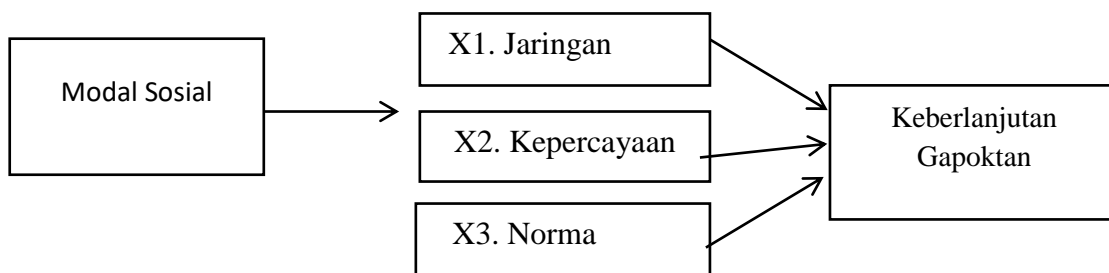 Modal Sosial
X1. Jaringan
X2. Kepercayaan
X3. Norma
Keberlanjutan
Gapoktan